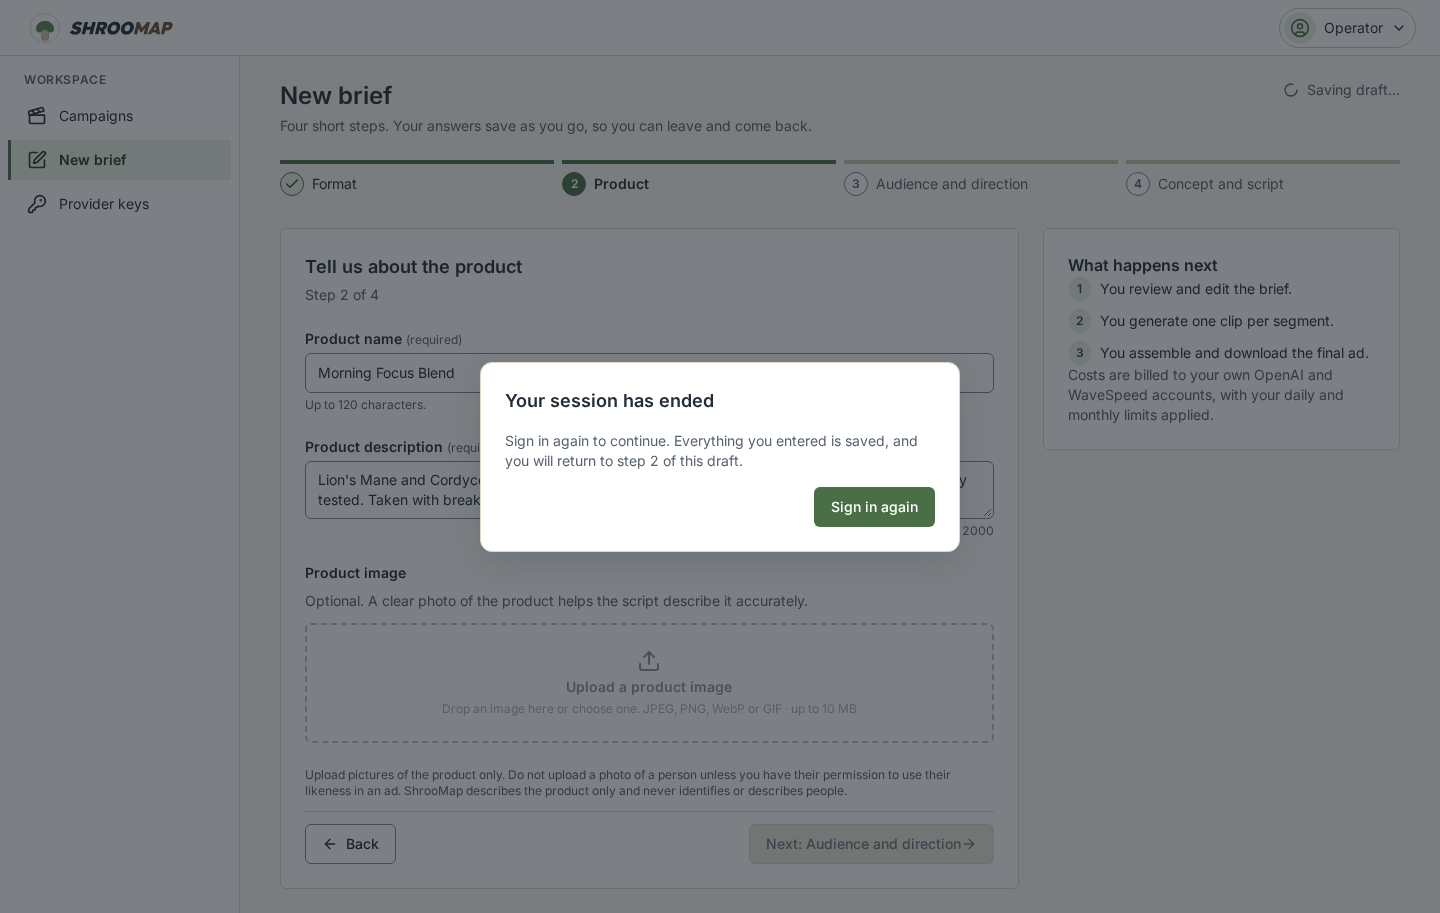 SHROOMAP
Operator
WORKSPACE
Campaigns
New brief
Provider keys
New brief
Saving draft...
Four short steps. Your answers save as you go, so you can leave and come back.
Format
2 Product
3 Audience and direction
4 Concept and script
Tell us about the product
Step 2 of 4
Product name (required)
Morning Focus Blend
Up to 120 characters.
Product description
Lion's Mane and
tested. Taken with
2000
Your session has ended
Sign in again to continue. Everything you entered is saved, and
you will return to step 2 of this draft.
Sign in again
Product image
Optional. A clear photo of the product helps the script describe it accurately.
Upload a product image
Drop an image here or choose one. JPEG, PNG, WebP or GIF · up to 10 MB
Upload pictures of the product only. Do not upload a photo of a person unless you have their permission to use their
likeness in an ad. ShrooMap describes the product only and never identifies or describes people.
Back
Next: Audience and direction
What happens next
1 You review and edit the brief.
2 You generate one clip per segment.
3 You assemble and download the final ad.
Costs are billed to your own OpenAI and
WaveSpeed accounts, with your daily and
monthly limits applied.